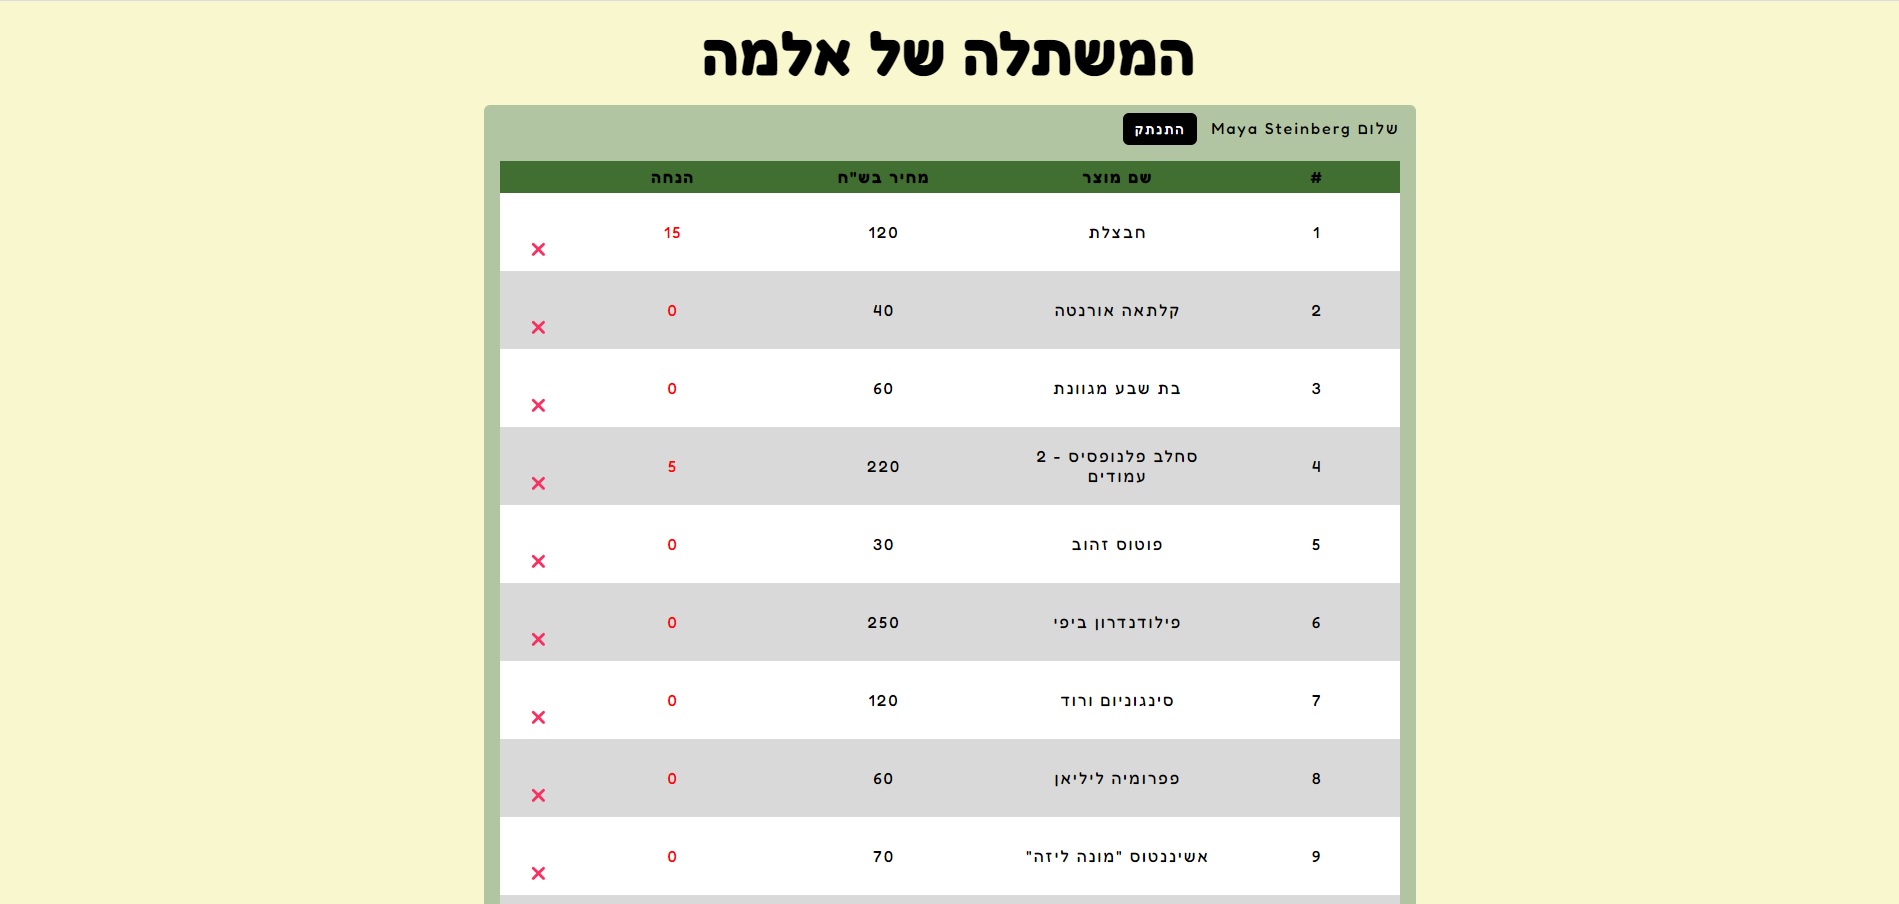 המשתלה של אלמה
שלום Maya Steinberg התנתק
# שם מוצר מחיר בש"ח הנחה
1 חבצלת 120 15
2 קלתאה אורנטה 40 0
3 בת שבע מגוונת 60 0
4 סחלב פלנופסיס - 2 עמודים 220 5
5 פוטוס זהוב 30 0
6 פילודנדרון ביפי 250 0
7 סינגוניום ורוד 120 0
8 פפרומיה ליליאן 60 0
9 אשיננטוס "מונה ליזה" 70 0